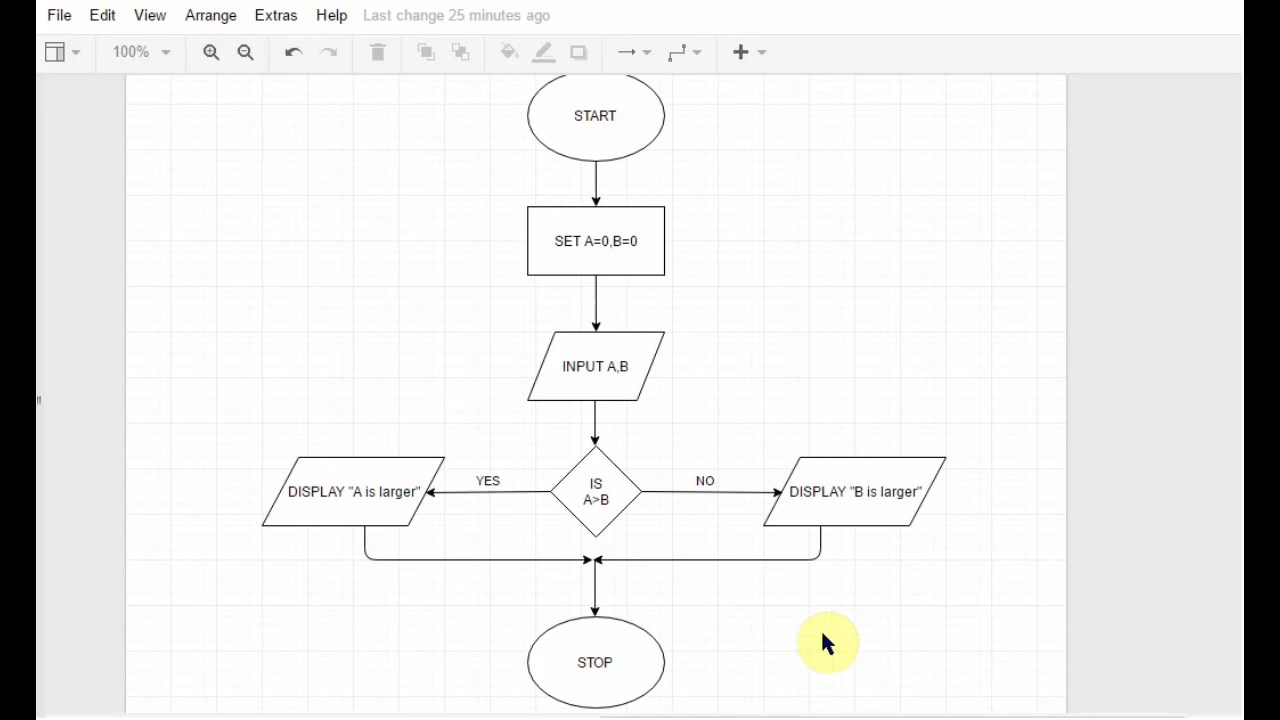 File Edit View Arrange Extras Help Last change 25 minutes ago
100%
START
SET A=0,B=0
INPUT A,B
IS
A>B
YES
NO
DISPLAY "A is larger"
DISPLAY "B is larger"
STOP